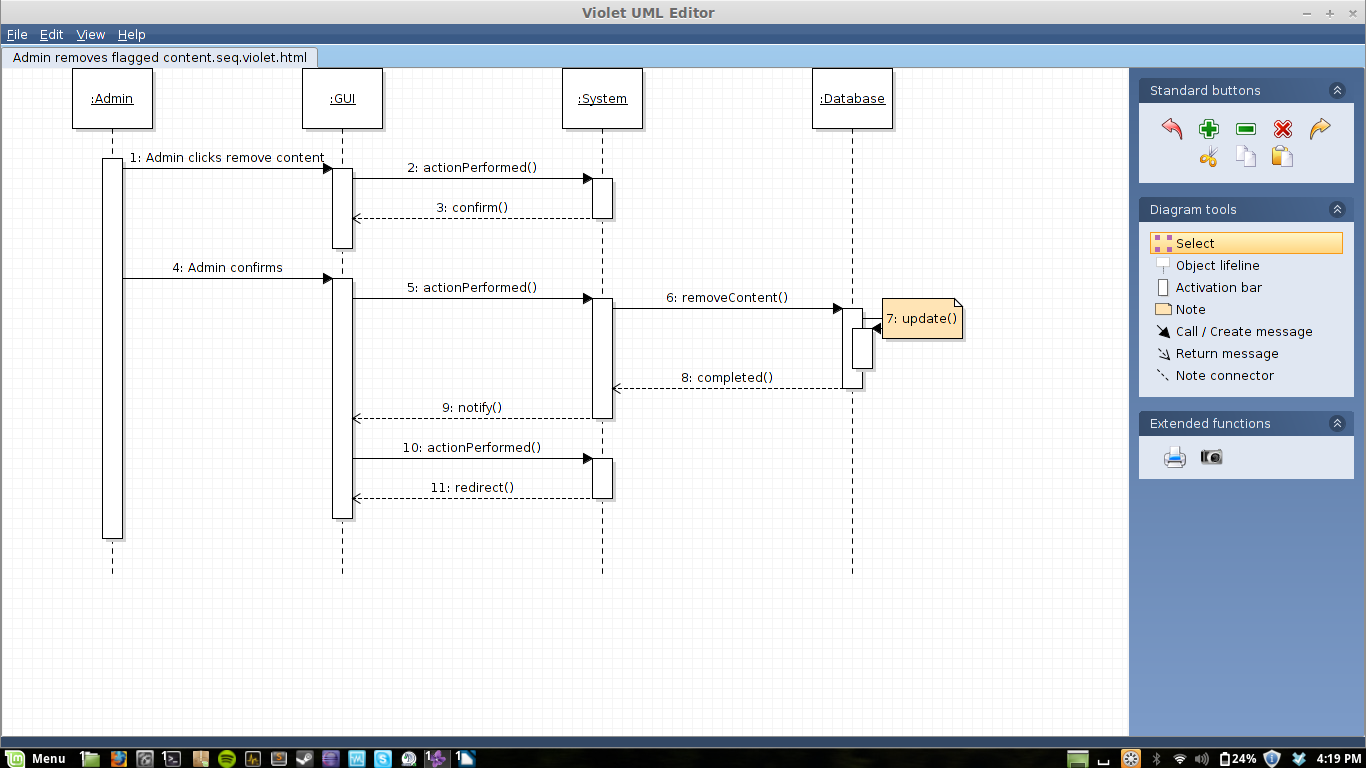 Violet UML Editor
File Edit View Help
Admin removes flagged content.seq.violet.html
:Admin
:GUI
:System
:Database
1: Admin clicks remove content
2: actionPerformed()
3: confirm()
4: Admin confirms
5: actionPerformed()
6: removeContent()
7: update()
8: completed()
9: notify()
10: actionPerformed()
11: redirect()
Standard buttons
Diagram tools
Select
Object lifeline
Activation bar
Note
Call / Create message
Return message
Note connector
Extended functions
Menu
24%
4:19 PM